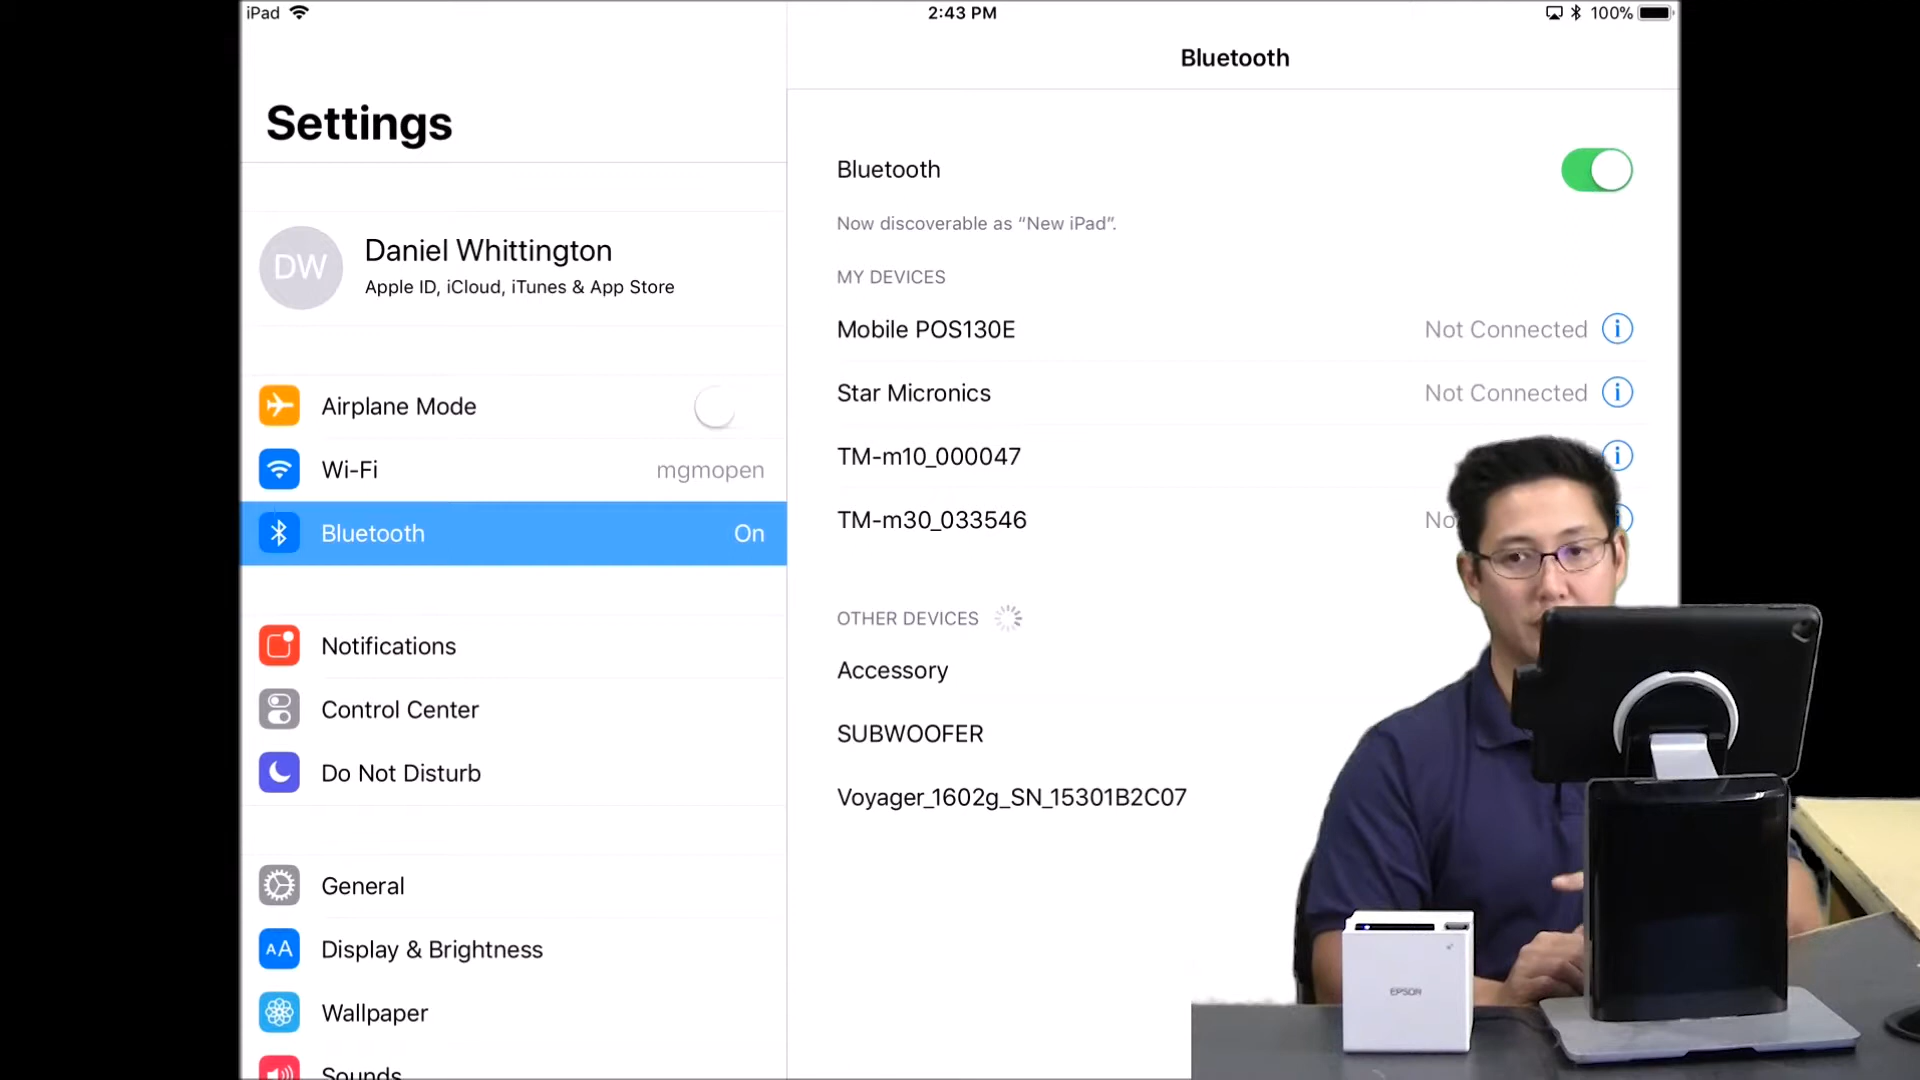 iPad
2:43 PM
100%
Settings
Bluetooth
DW
Daniel Whittington
Apple ID, iCloud, iTunes & App Store
Airplane Mode
Wi-Fi mgmopen
Bluetooth On
Notifications
Control Center
Do Not Disturb
General
AA Display & Brightness
Wallpaper
Sounds
Bluetooth
Now discoverable as “New iPad”.
MY DEVICES
Mobile POS130E Not Connected
Star Micronics Not Connected
TM-m10_000047
TM-m30_033546
OTHER DEVICES
Accessory
SUBWOOFER
Voyager_1602g_SN_15301B2C07
EPSON